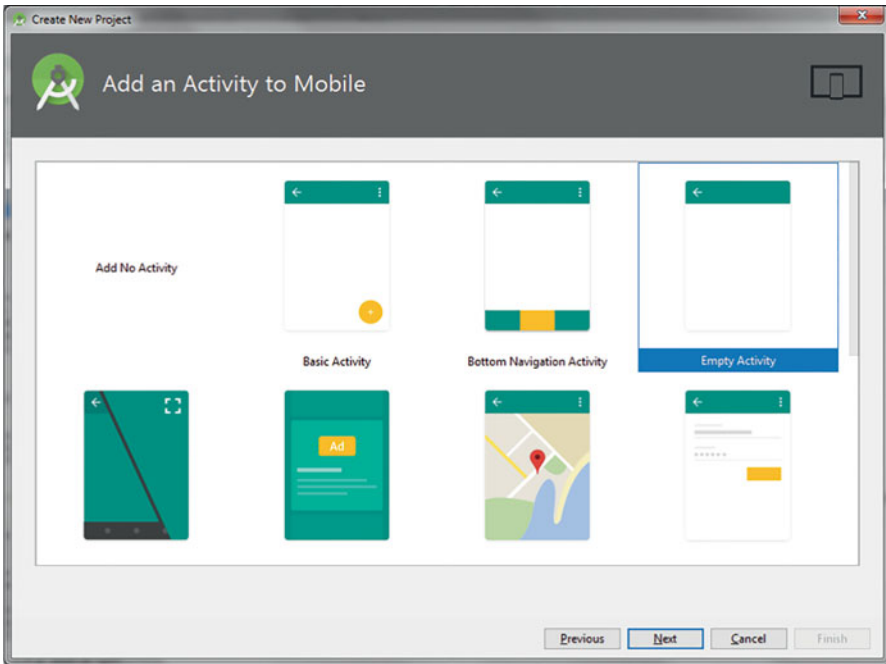 Create New Project
Add an Activity to Mobile
Add No Activity
Basic Activity
Bottom Navigation Activity
Empty Activity
Ad
Previous
Next
Cancel
Finish